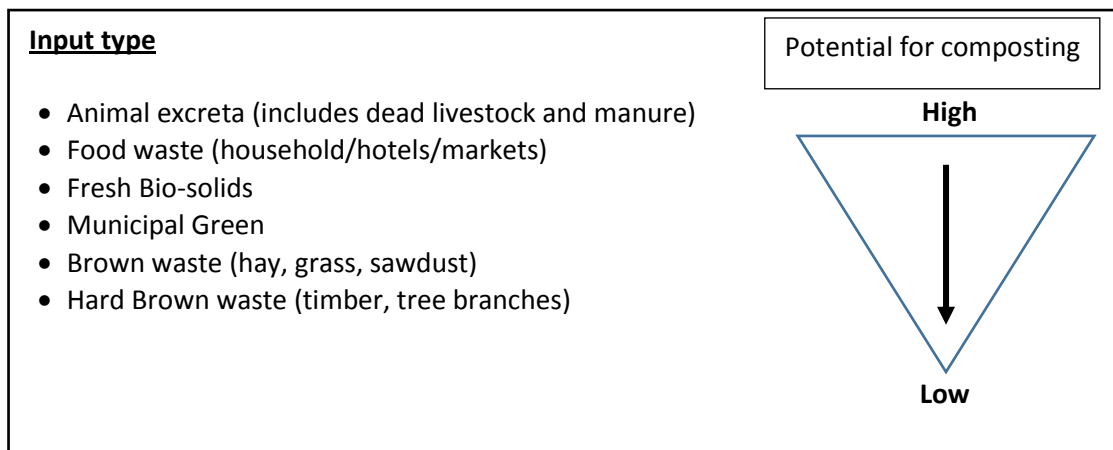 Input type
Potential for composting
High
• Animal excreta (includes dead livestock and manure)
• Food waste (household/hotels/markets)
• Fresh Bio-solids
• Municipal Green
• Brown waste (hay, grass, sawdust)
• Hard Brown waste (timber, tree branches)
Low